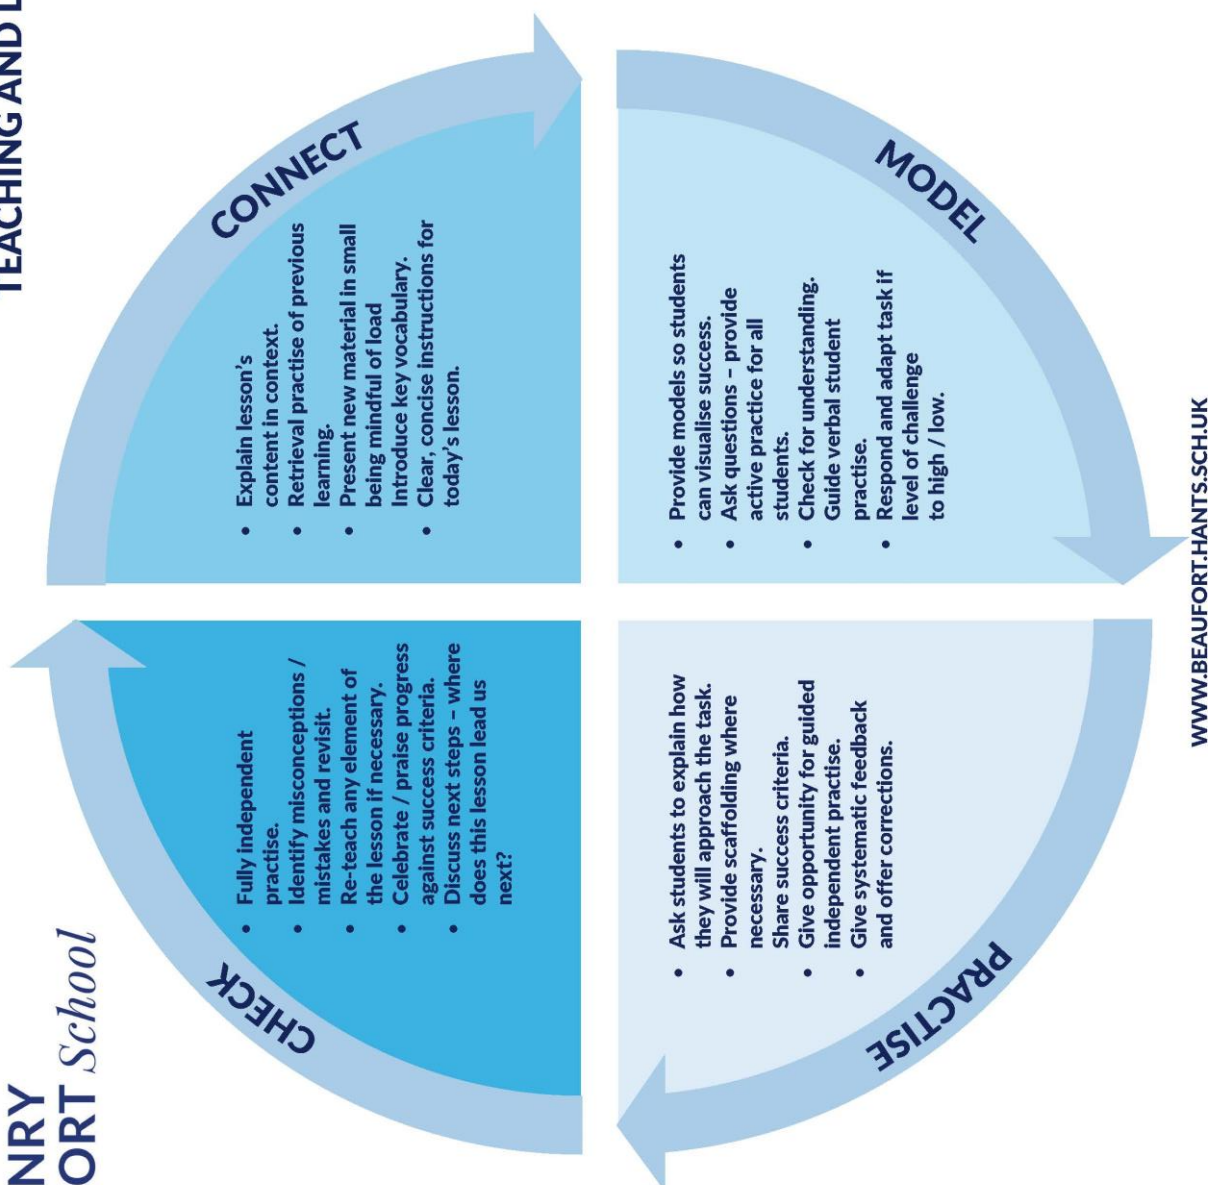 NRY
ORT School
TEACHING AND
CONNECT
• Explain lesson's
content in context.
• Retrieval practise of previous
learning.
• Present new material in small
being mindful of load
Introduce key vocabulary.
• Clear, concise instructions for
today's lesson.
MODEL
• Provide models so students
can visualise success.
• Ask questions – provide
active practice for all
students.
• Check for understanding.
Guide verbal student
practise.
• Respond and adapt task if
level of challenge
to high / low.
PRACTISE
• Ask students to explain how
they will approach the task.
• Provide scaffolding where
necessary.
Share success criteria.
• Give opportunity for guided
independent practise.
• Give systematic feedback
and offer corrections.
CHECK
• Fully independent
practise.
• Identify misconceptions /
mistakes and revisit.
• Re-teach any element of
the lesson if necessary.
• Celebrate / praise progress
against success criteria.
• Discuss next steps – where
does this lesson lead us
next?
WWW.BEAUFORT.HANTS.SCH.UK